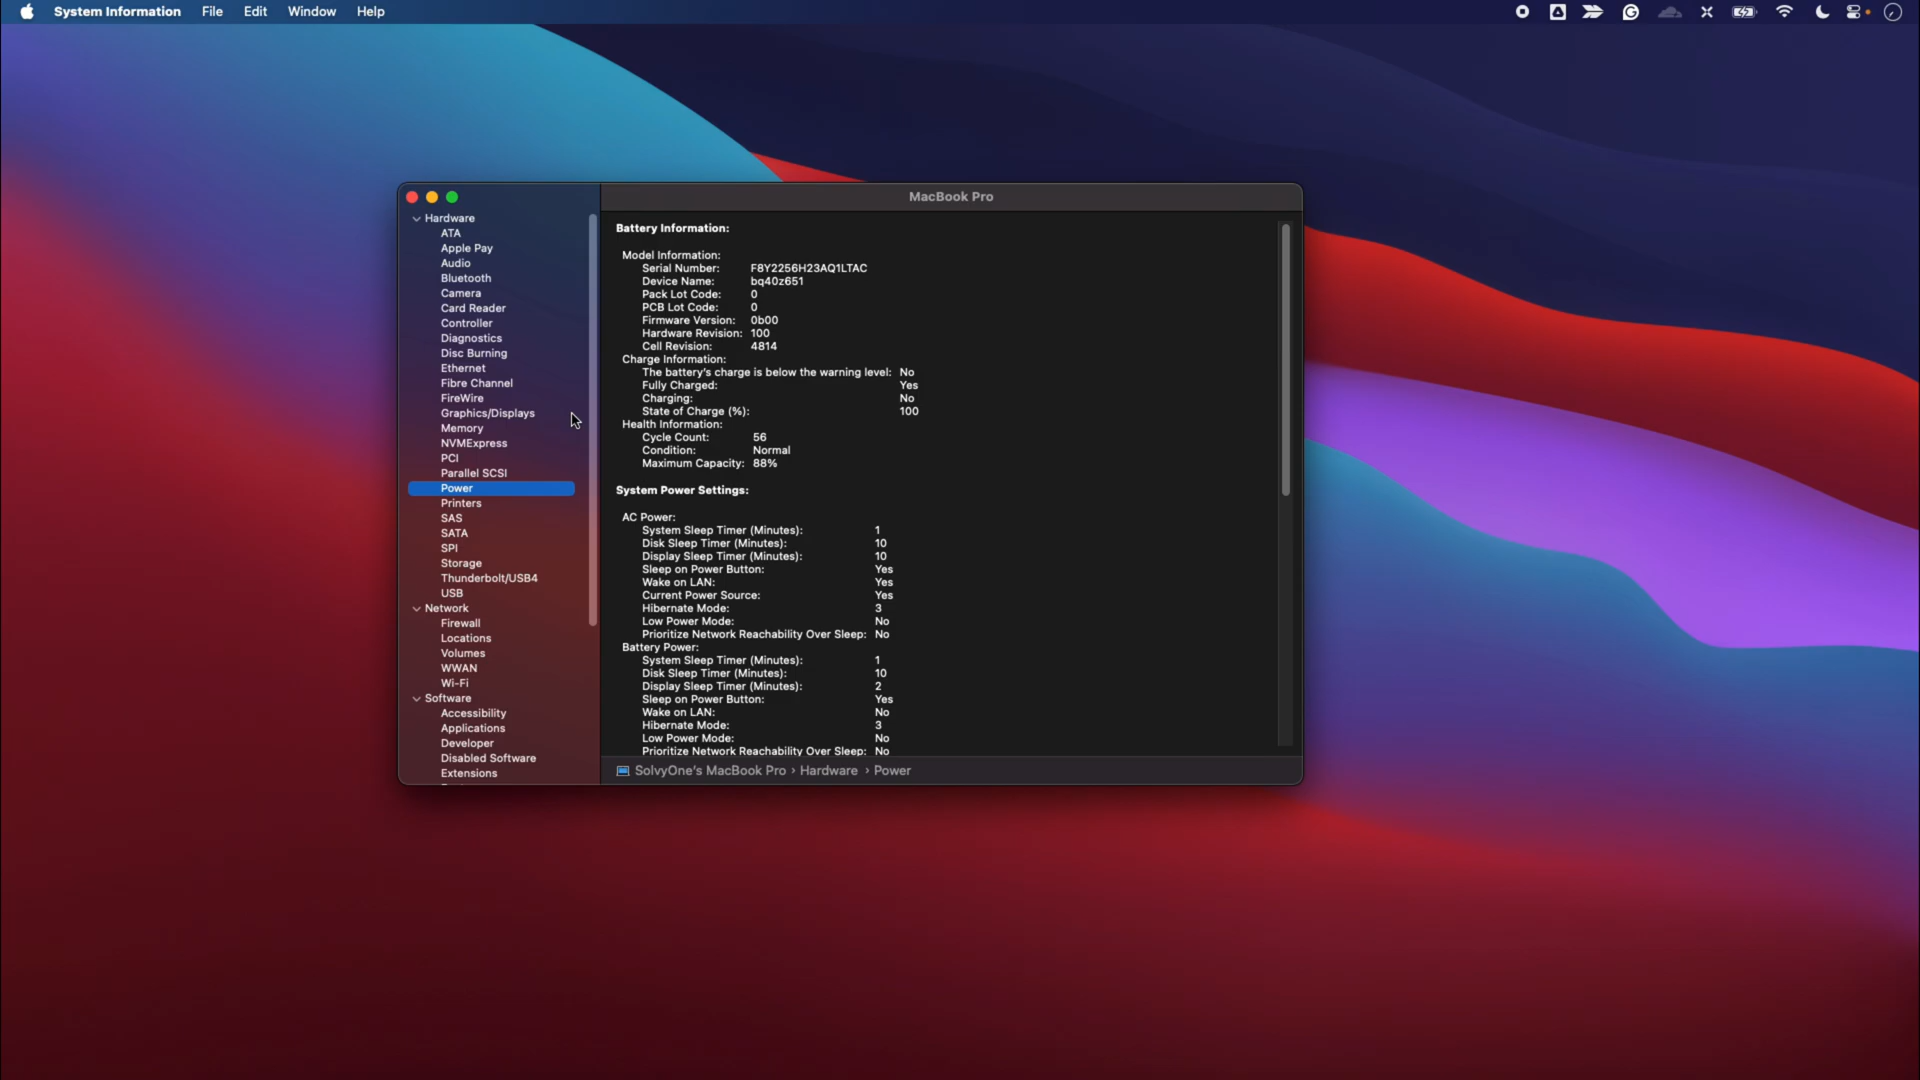 System Information File Edit Window Help
MacBook Pro
Hardware
ATA
Apple Pay
Audio
Bluetooth
Camera
Card Reader
Controller
Diagnostics
Disc Burning
Ethernet
Fibre Channel
FireWire
Graphics/Displays
Memory
NVMExpress
PCI
Parallel SCSI
Power
Printers
SAS
SATA
SPI
Storage
Thunderbolt/USB4
USB
Network
Firewall
Locations
Volumes
WWAN
Wi-Fi
Software
Accessibility
Applications
Developer
Disabled Software
Extensions
Battery Information:
Model Information:
Serial Number: F8Y2256H23AQ1LTAC
Device Name: bq40z651
Pack Lot Code: 0
PCB Lot Code: 0
Firmware Version: 0b00
Hardware Revision: 100
Cell Revision: 4814
Charge Information:
The battery's charge is below the warning level: No
Fully Charged: Yes
Charging: No
State of Charge (%): 100
Health Information:
Cycle Count: 56
Condition: Normal
Maximum Capacity: 88%
System Power Settings:
AC Power:
System Sleep Timer (Minutes): 1
Disk Sleep Timer (Minutes): 10
Display Sleep Timer (Minutes): 10
Sleep on Power Button: Yes
Wake on LAN: Yes
Current Power Source: Yes
Hibernate Mode: 3
Low Power Mode: No
Prioritize Network Reachability Over Sleep: No
Battery Power:
System Sleep Timer (Minutes): 1
Disk Sleep Timer (Minutes): 10
Display Sleep Timer (Minutes): 2
Sleep on Power Button: Yes
Wake on LAN: No
Hibernate Mode: 3
Low Power Mode: No
Prioritize Network Reachability Over Sleep: No
SolvyOne's MacBook Pro › Hardware › Power